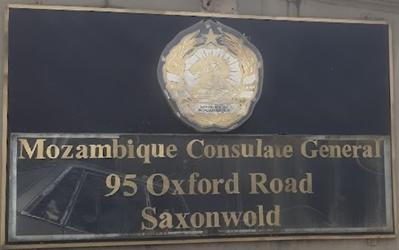 Mozambique Consulate General
95 Oxford Road
Saxonwold